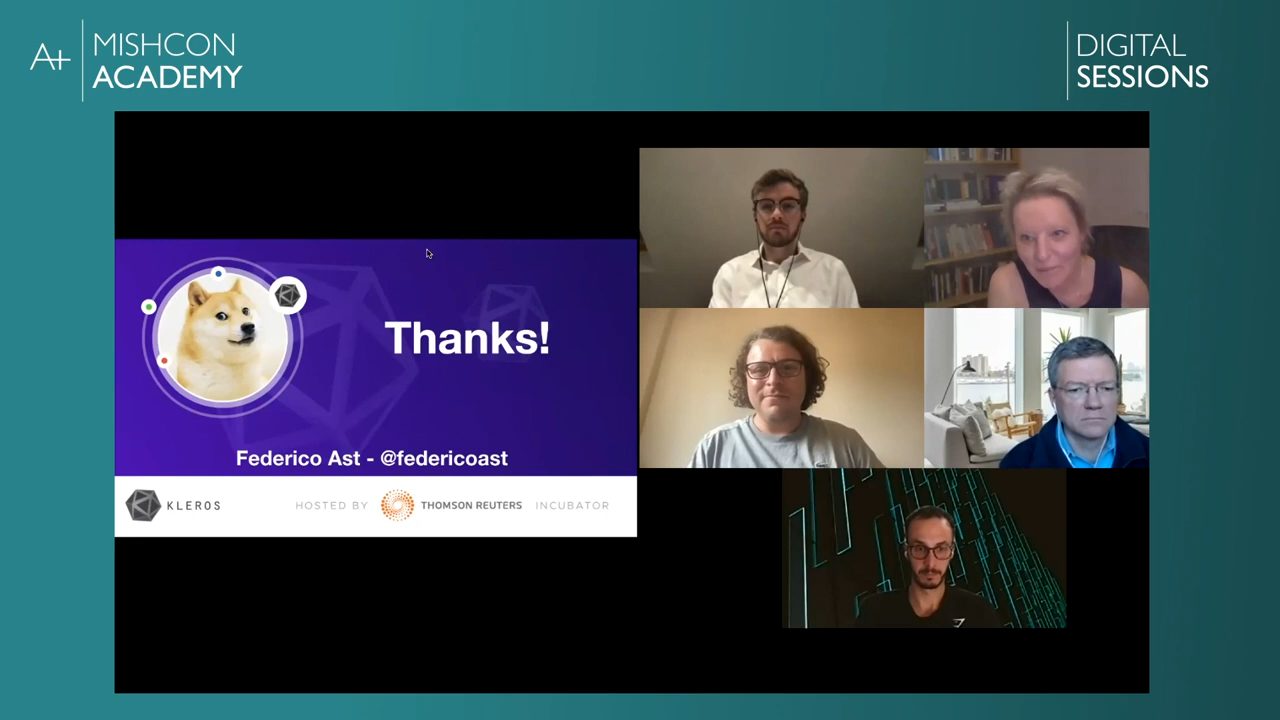 A+
MISHCON
ACADEMY
DIGITAL
SESSIONS
Thanks!
Federico Ast - @federicoast
KLEROS
HOSTED BY
THOMSON REUTERS
INCUBATOR